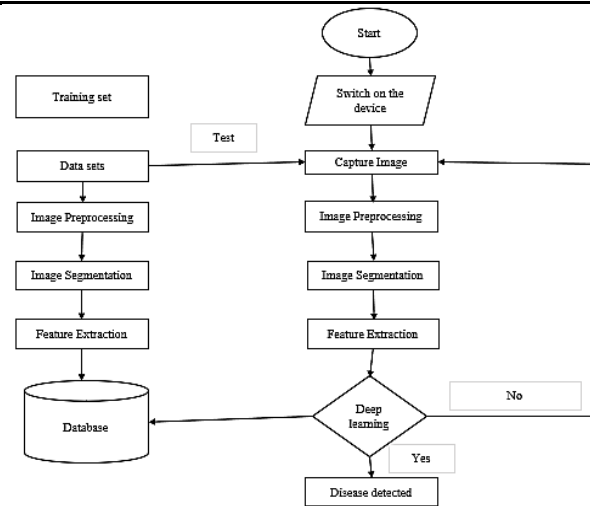 Start
Training set
Switch on the
device
Test
Data sets
Capture Image
Image Preprocessing
Image Preprocessing
Image Segmentation
Image Segmentation
Feature Extraction
Feature Extraction
Database
Deep
learning
No
Yes
Disease detected